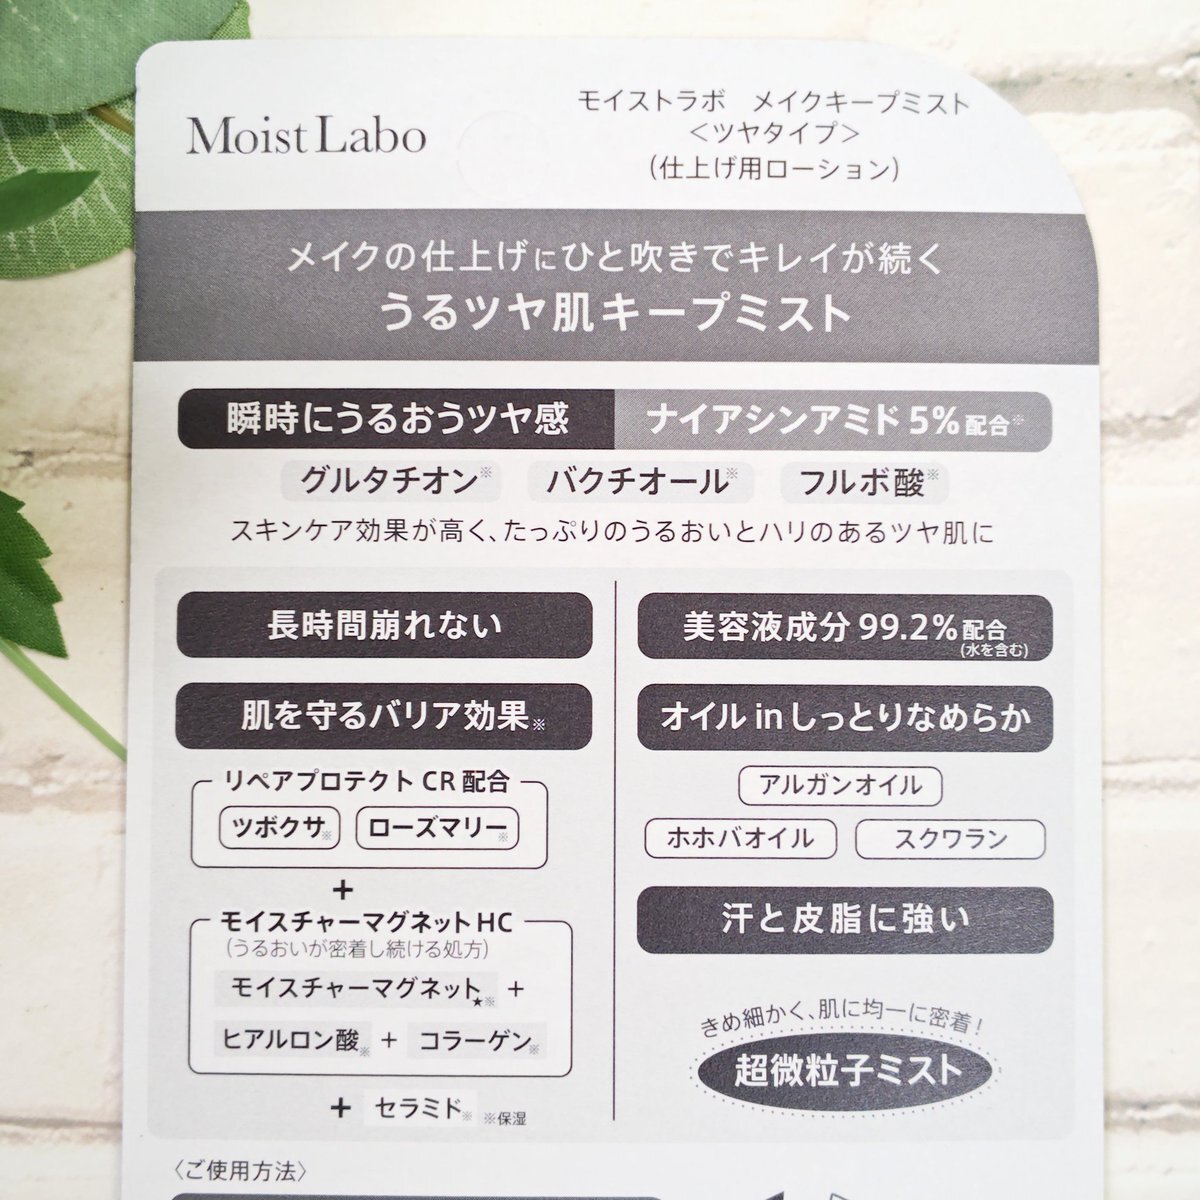 Moist Labo
モイストラボ　メイクキープミスト
＜ツヤタイプ＞
(仕上げ用ローション)
メイクの仕上げにひと吹きでキレイが続く
うるツヤ肌キープミスト
瞬時にうるおうツヤ感
ナイアシンアミド 5% 配合※
グルタチオン※ バクチオール※ フルボ酸※
スキンケア効果が高く、たっぷりのうるおいとハリのあるツヤ肌に
長時間崩れない
肌を守るバリア効果※
リペアプロテクト CR 配合
ツボクサ※ ローズマリー※
+
モイスチャーマグネット HC
(うるおいが密着し続ける処方)
モイスチャーマグネット★※ +
ヒアルロン酸※ + コラーゲン※
+ セラミド※ ※保湿
美容液成分 99.2% 配合
(水を含む)
オイル in しっとりなめらか
アルガンオイル
ホホバオイル スクワラン
汗と皮脂に強い
きめ細かく、肌に均一に密着！
超微粒子ミスト
〈ご使用方法〉